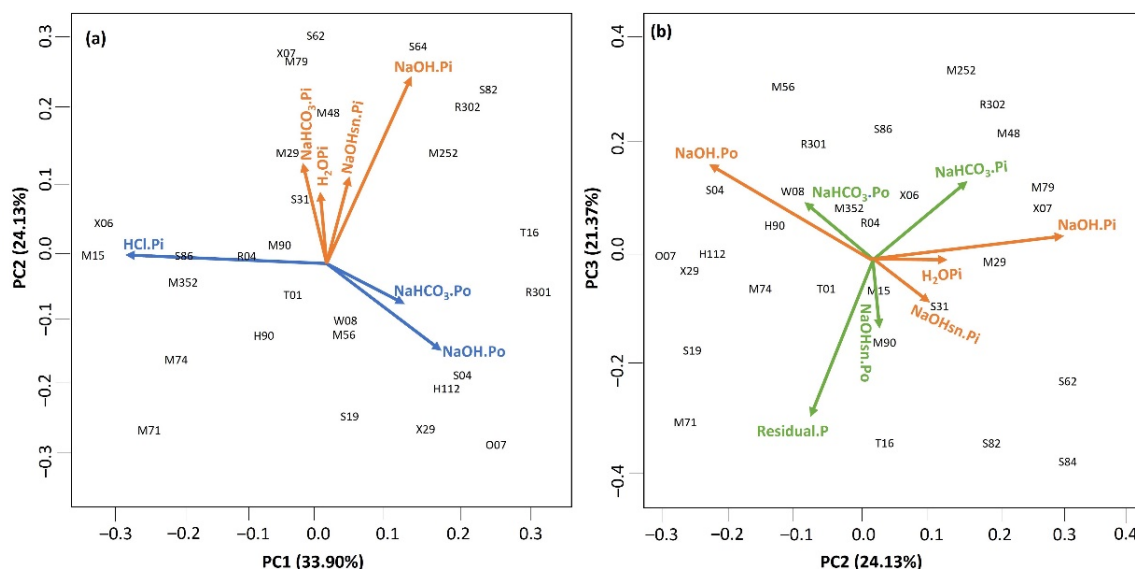 (a)
0.3
0.2
0.1
0.0
−0.1
−0.2
−0.3
PC2 (24.13%)
S62
X07
M79
S64
NaOH.Pi
S82
R302
M48
NaHCO₃.Pi
H₂OPi
NaOHsn.Pi
M29
M252
S31
X06
T16
HCl.Pi
M90
M15
S86
R04
M352
T01
NaHCO₃.Po
R301
W08
M56
H90
NaOH.Po
M74
S04
H112
S19
X29
M71
O07
−0.3
−0.2
−0.1
0.0
0.1
0.2
0.3
PC1 (33.90%)
(b)
0.4
0.2
0.0
−0.2
−0.4
PC3 (21.37%)
M252
M56
R302
S86
M48
R301
NaOH.Po
NaHCO₃.Pi
S04
W08
NaHCO₃.Po
X06
M79
M352
X07
H90
R04
NaOH.Pi
O07
H112
X29
M29
H₂OPi
M74
T01
M15
S31
NaOHsn.Pi
NaOHsn.Po
M90
S19
S62
M71
Residual.P
T16
S82
S84
−0.3
−0.2
−0.1
0.0
0.1
0.2
0.3
0.4
PC2 (24.13%)